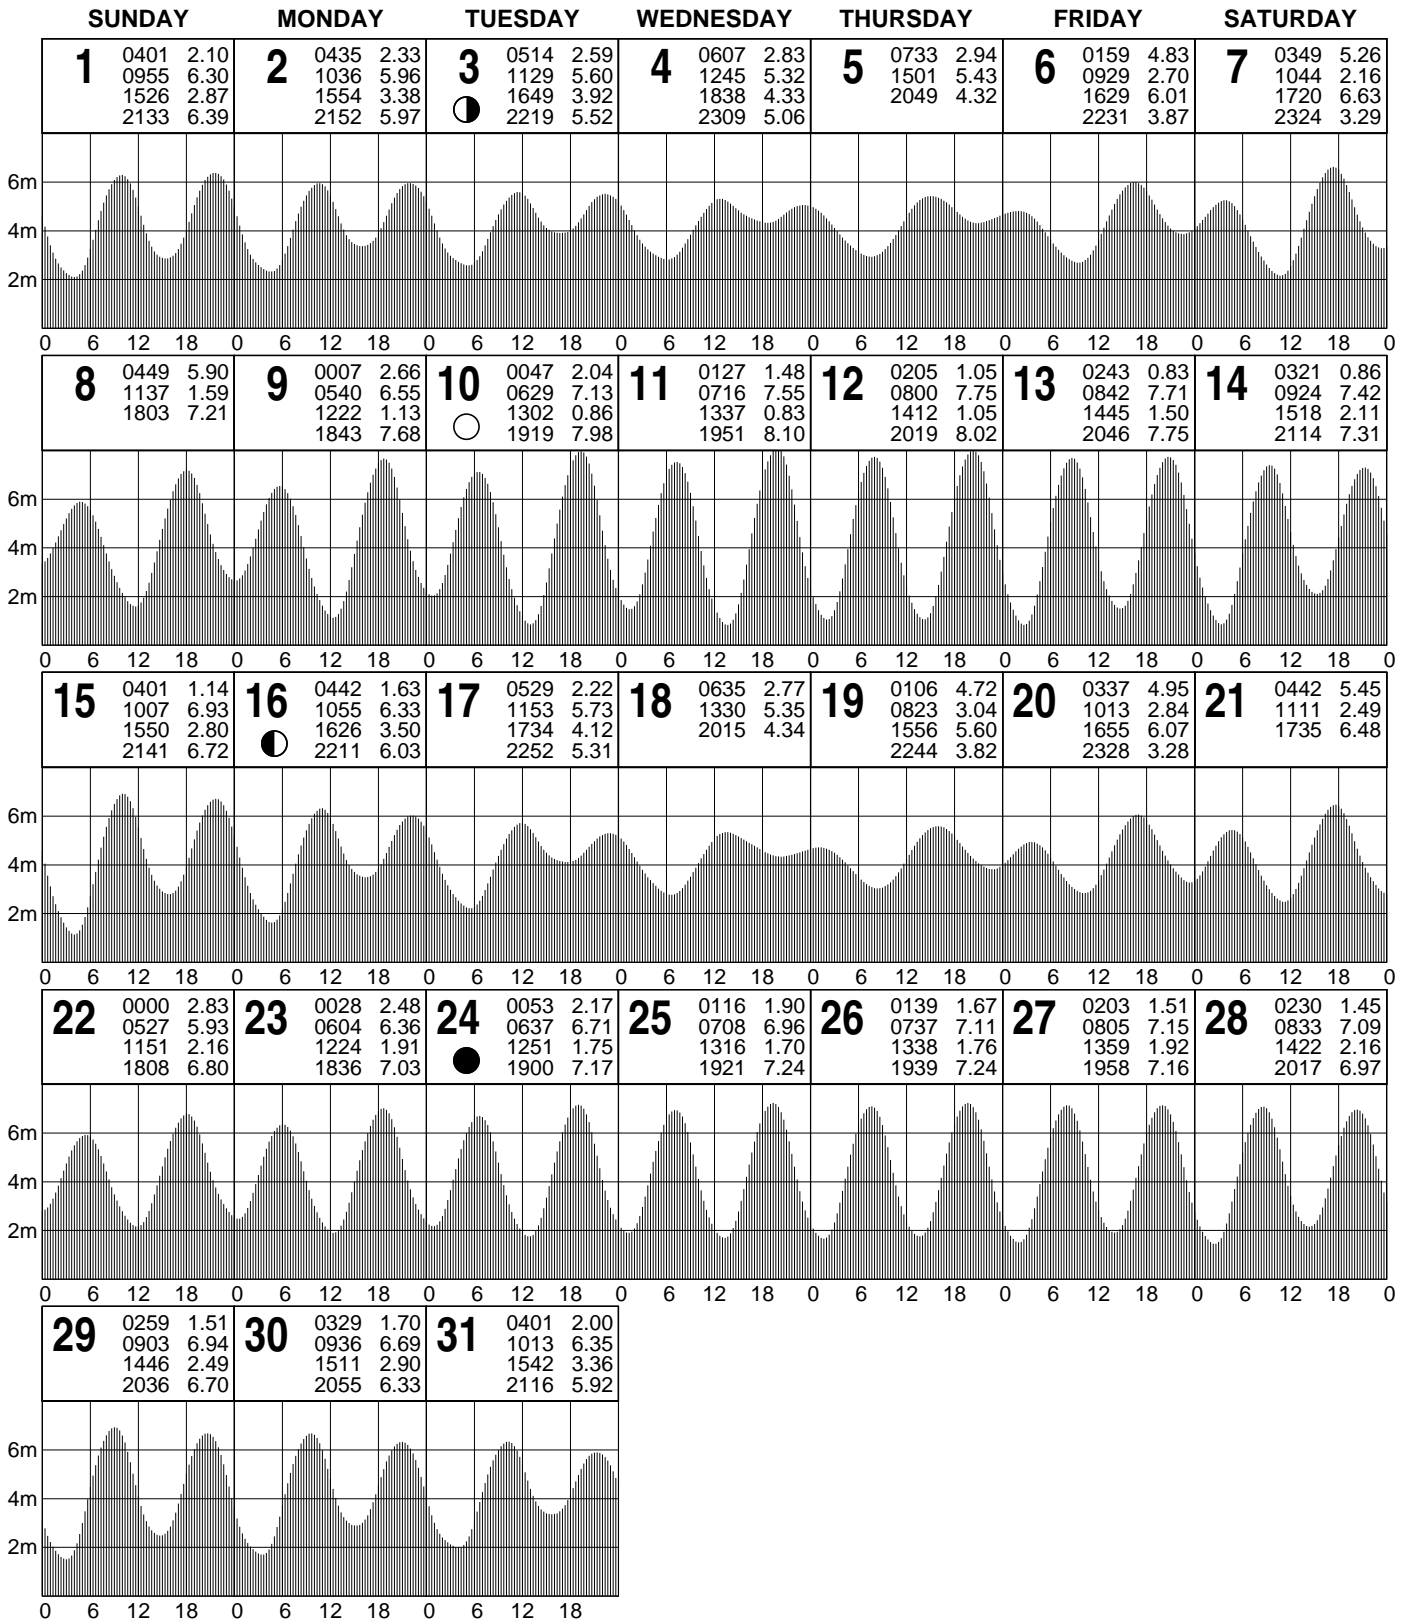 SUNDAY MONDAY TUESDAY WEDNESDAY THURSDAY FRIDAY SATURDAY
1 0401 2.10 2 0435 2.33 3 0514 2.59 4 0607 2.83 5 0733 2.94 6 0159 4.83 7 0349 5.26
0955 6.30 1036 5.96 1129 5.60 1245 5.32 1501 5.43 0929 2.70 1044 2.16
1526 2.87 1554 3.38 1649 3.92 1838 4.33 2049 4.32 1629 6.01 1720 6.63
2133 6.39 2152 5.97 2219 5.52 2309 5.06 2231 3.87 2324 3.29
6m
4m
2m
0 6 12 18 0 6 12 18 0 6 12 18 0 6 12 18 0 6 12 18 0 6 12 18 0 6 12 18 0
8 0449 5.90 9 0007 2.66 10 0047 2.04 11 0127 1.48 12 0205 1.05 13 0243 0.83 14 0321 0.86
1137 1.59 0540 6.55 0629 7.13 0716 7.55 0800 7.75 0842 7.71 0924 7.42
1803 7.21 1222 1.13 1302 0.86 1337 0.83 1412 1.05 1445 1.50 1518 2.11
1843 7.68 1919 7.98 1951 8.10 2019 8.02 2046 7.75 2114 7.31
6m
4m
2m
0 6 12 18 0 6 12 18 0 6 12 18 0 6 12 18 0 6 12 18 0 6 12 18 0 6 12 18 0
15 0401 1.14 16 0442 1.63 17 0529 2.22 18 0635 2.77 19 0106 4.72 20 0337 4.95 21 0442 5.45
1007 6.93 1055 6.33 1153 5.73 1330 5.35 0823 3.04 1013 2.84 1111 2.49
1550 2.80 1626 3.50 1734 4.12 2015 4.34 1556 5.60 1655 6.07 1735 6.48
2141 6.72 2211 6.03 2252 5.31 2244 3.82 2328 3.28
6m
4m
2m
0 6 12 18 0 6 12 18 0 6 12 18 0 6 12 18 0 6 12 18 0 6 12 18 0 6 12 18 0
22 0000 2.83 23 0028 2.48 24 0053 2.17 25 0116 1.90 26 0139 1.67 27 0203 1.51 28 0230 1.45
0527 5.93 0604 6.36 0637 6.71 0708 6.96 0737 7.11 0805 7.15 0833 7.09
1151 2.16 1224 1.91 1251 1.75 1316 1.70 1338 1.76 1359 1.92 1422 2.16
1808 6.80 1836 7.03 1900 7.17 1921 7.24 1939 7.24 1958 7.16 2017 6.97
6m
4m
2m
0 6 12 18 0 6 12 18 0 6 12 18 0 6 12 18 0 6 12 18 0 6 12 18 0 6 12 18 0
29 0259 1.51 30 0329 1.70 31 0401 2.00
0903 6.94 0936 6.69 1013 6.35
1446 2.49 1511 2.90 1542 3.36
2036 6.70 2055 6.33 2116 5.92
6m
4m
2m
0 6 12 18 0 6 12 18 0 6 12 18